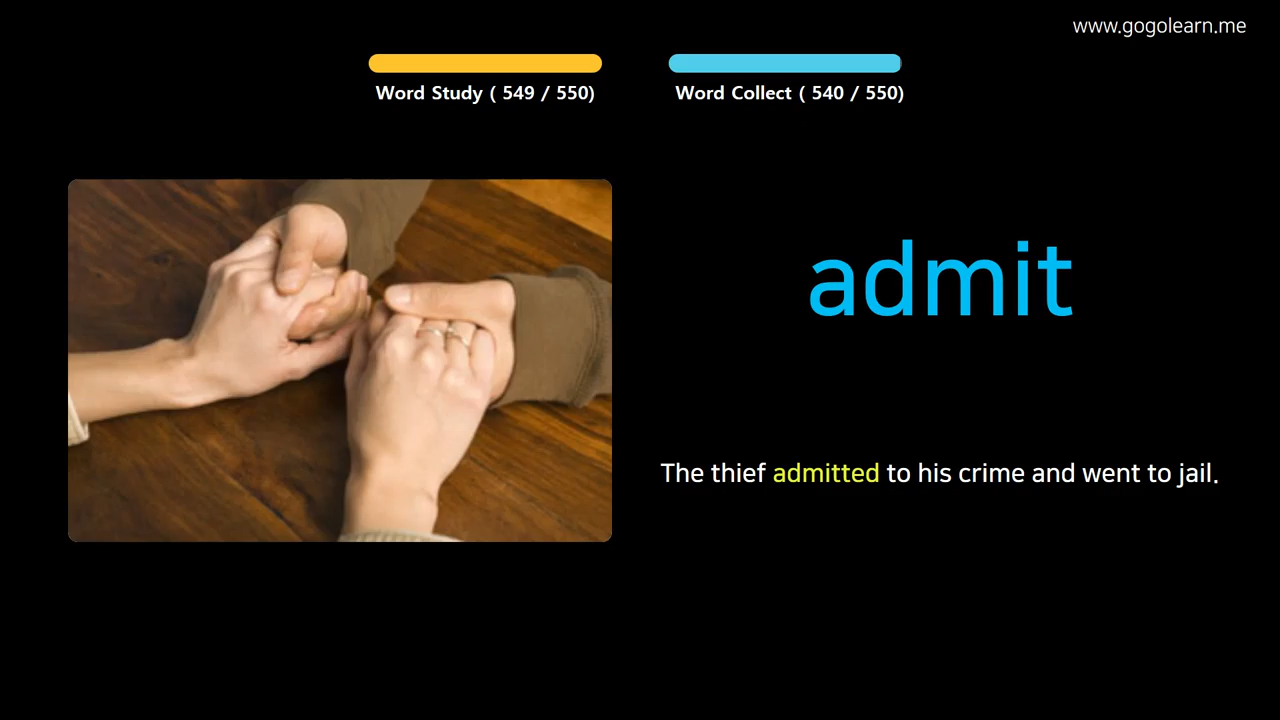 www.gogolearn.me
Word Study ( 549 / 550)
Word Collect ( 540 / 550)
admit
The thief admitted to his crime and went to jail.